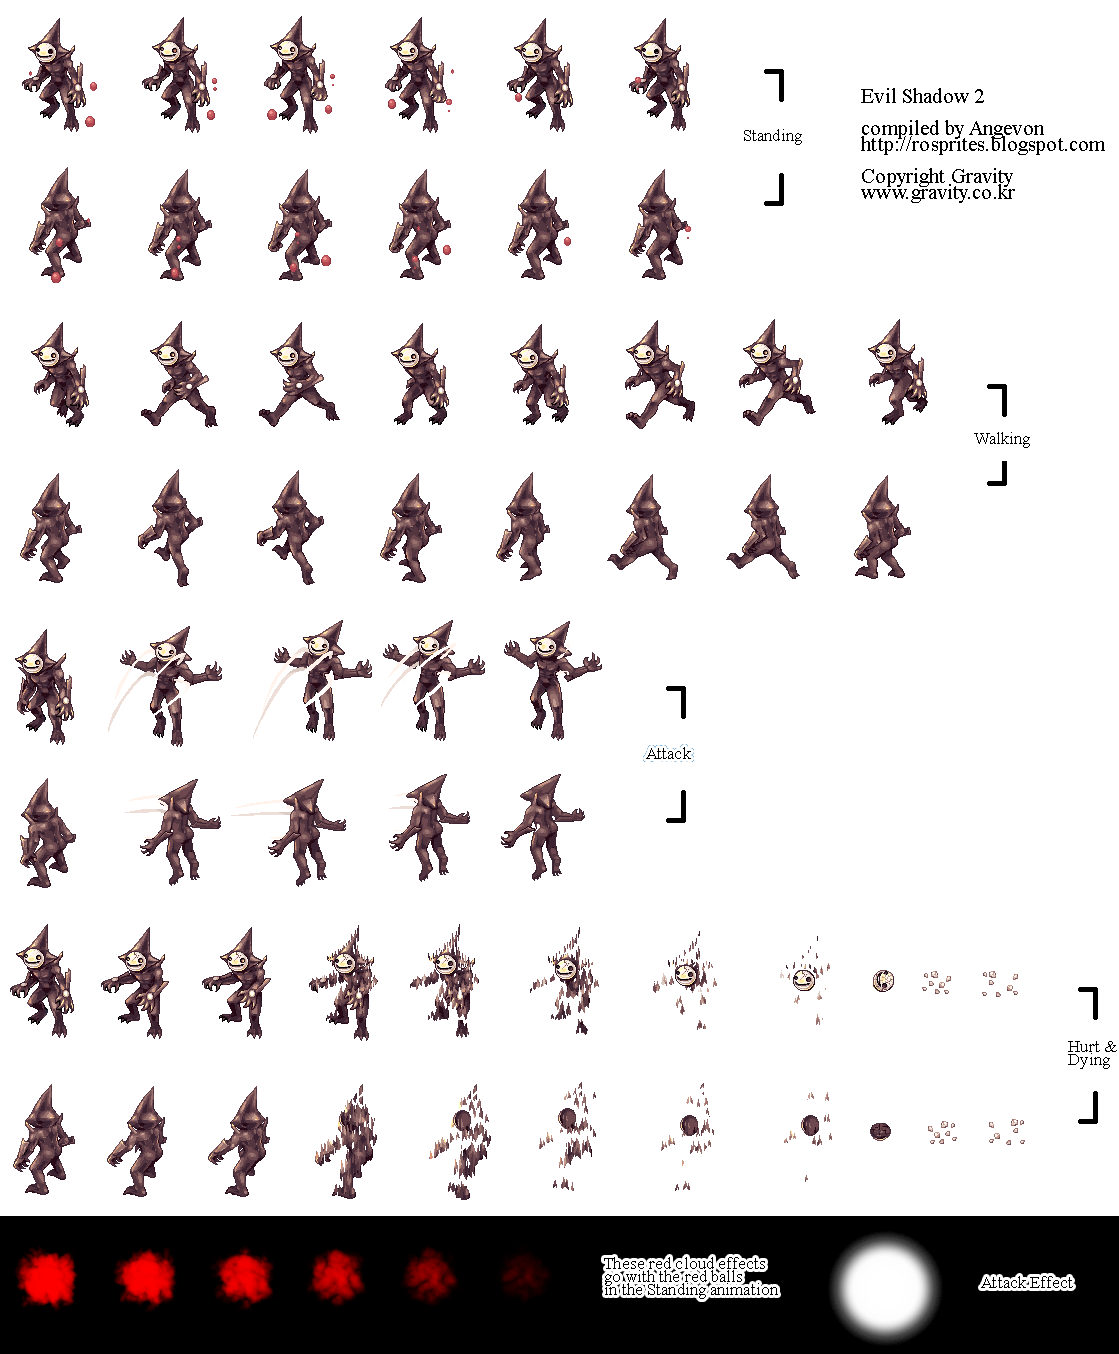 Evil Shadow 2
compiled by Angevon
http://rosprites.blogspot.com
Copyright Gravity
www.gravity.co.kr
Standing
Walking
Attack
Hurt &
Dying
These red cloud effects
go with the red balls
in the Standing animation
Attack Effect